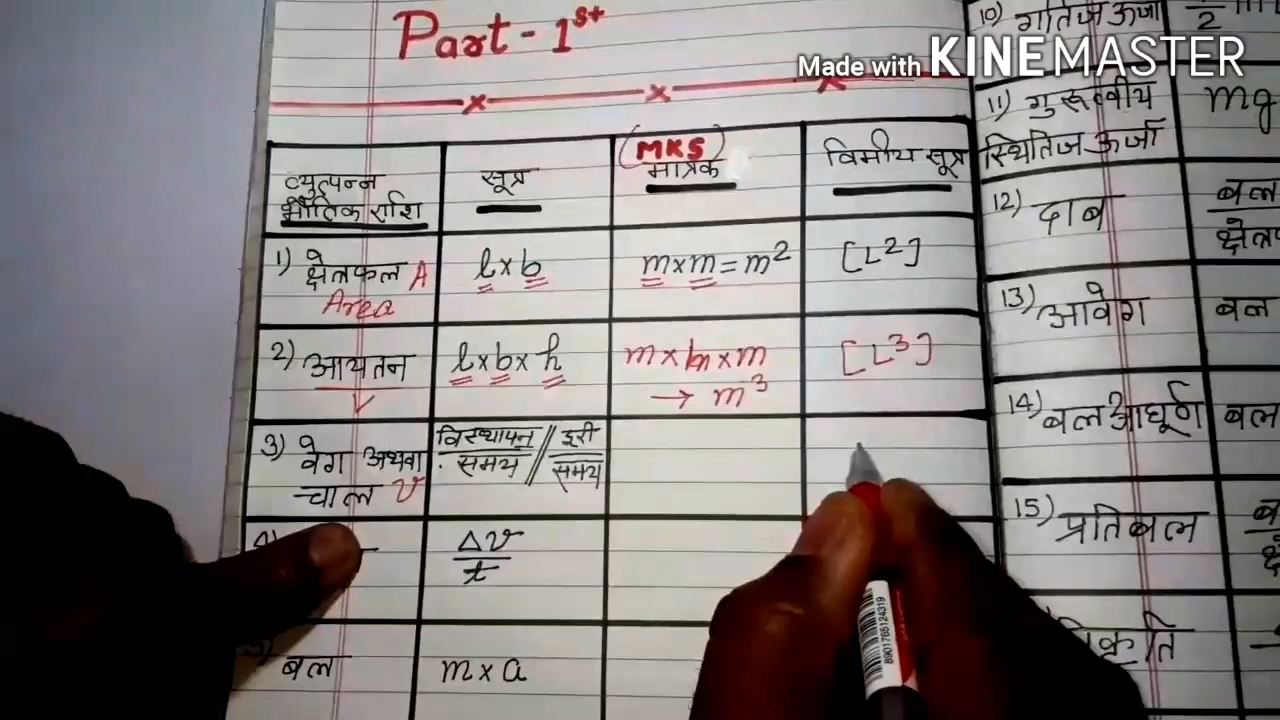 Part - 1st
Made with KINEMASTER
व्युत्पन्न
भौतिक राशि
सूत्र
(MKS)
मात्रक
विमीय सूत्र
1) क्षेत्रफल A
Area
l×b
m×m = m²
[L²]
2) आयतन
V
l×b×h
m×m×m
→ m³
[L³]
3) वेग अथवा
चाल v
विस्थापन // दूरी
समय समय
Δv
t
बल
m×a
10) गतिज ऊर्जा
2
11) गुरूत्वीय
स्थितिज ऊर्जा
mg
12) दाब
बल
13) आवेग
बल
14) बल आघूर्ण
बल
15) प्रतिबल
8901765124319